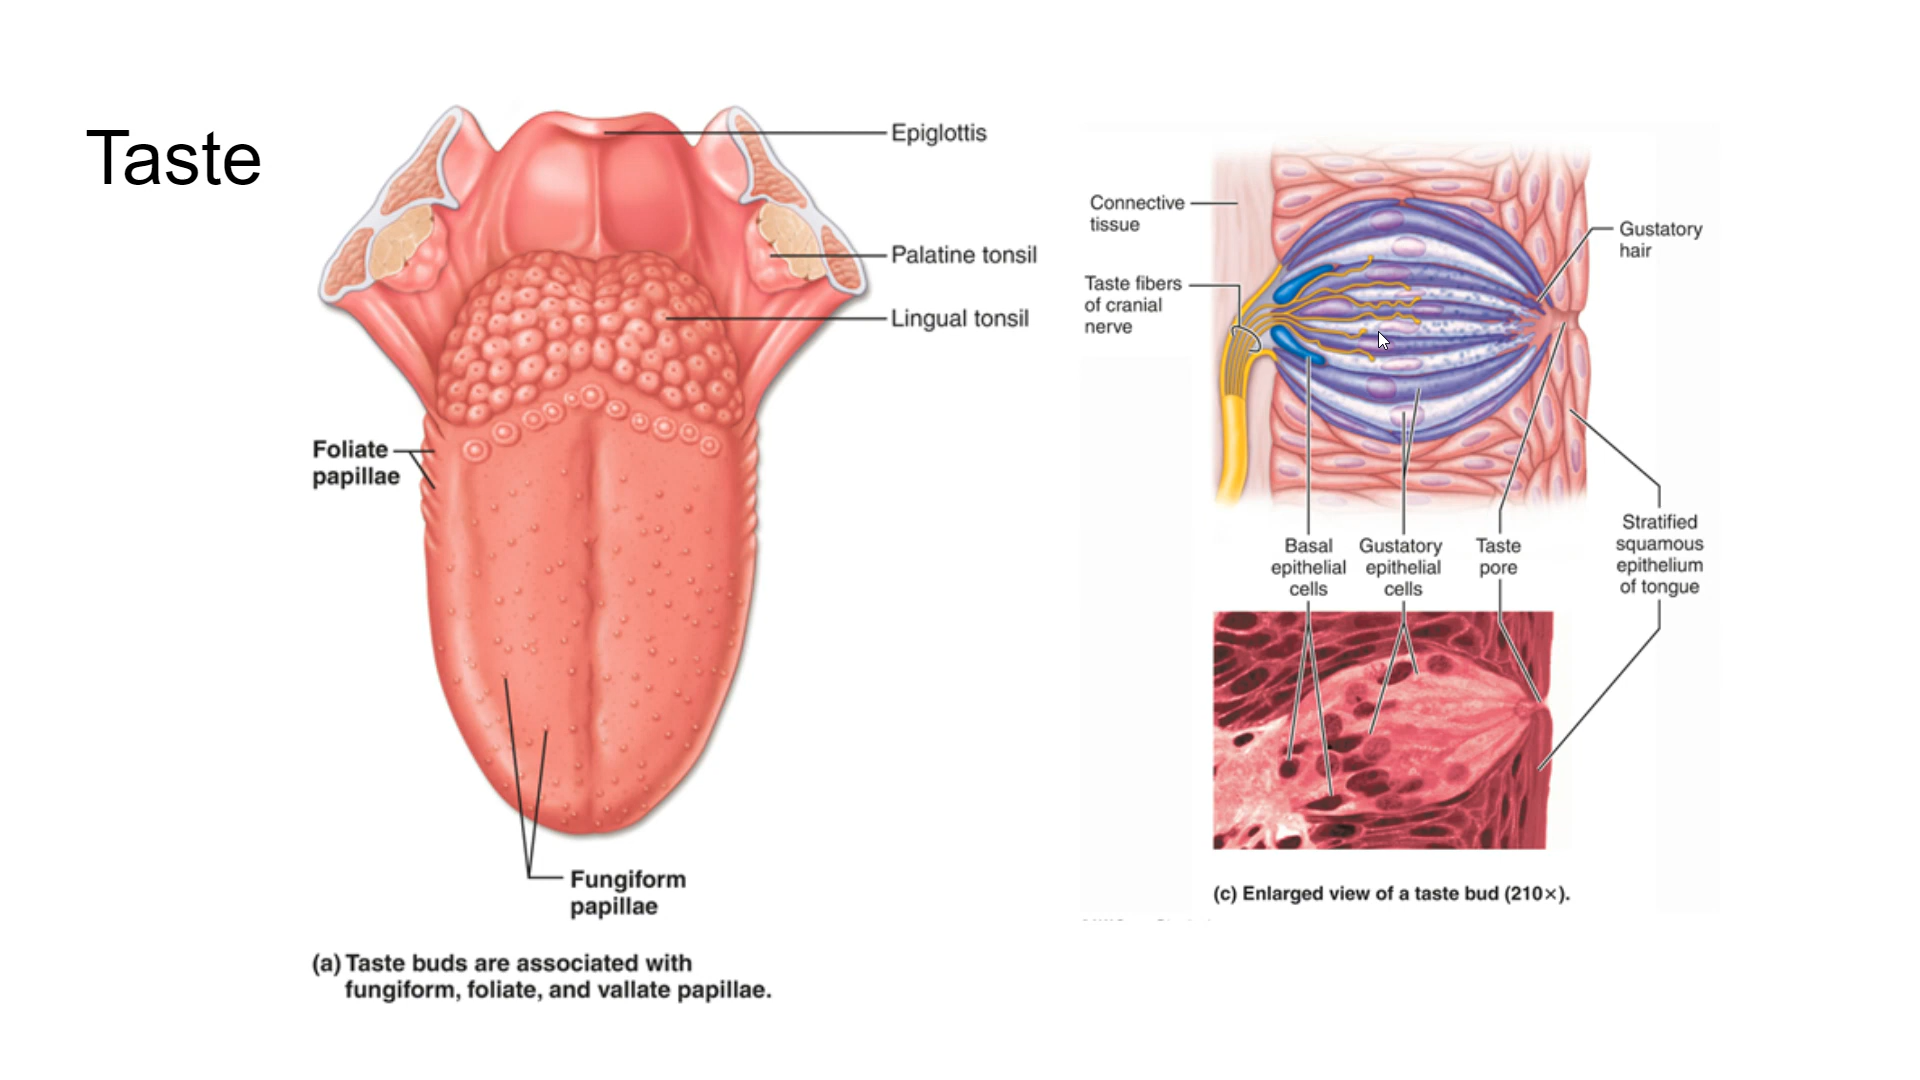 Taste
Epiglottis
Palatine tonsil
Lingual tonsil
Foliate
papillae
Fungiform
papillae
(a) Taste buds are associated with
fungiform, foliate, and vallate papillae.
Connective
tissue
Taste fibers
of cranial
nerve
Gustatory
hair
Basal
epithelial
cells
Gustatory
epithelial
cells
Taste
pore
Stratified
squamous
epithelium
of tongue
(c) Enlarged view of a taste bud (210×).